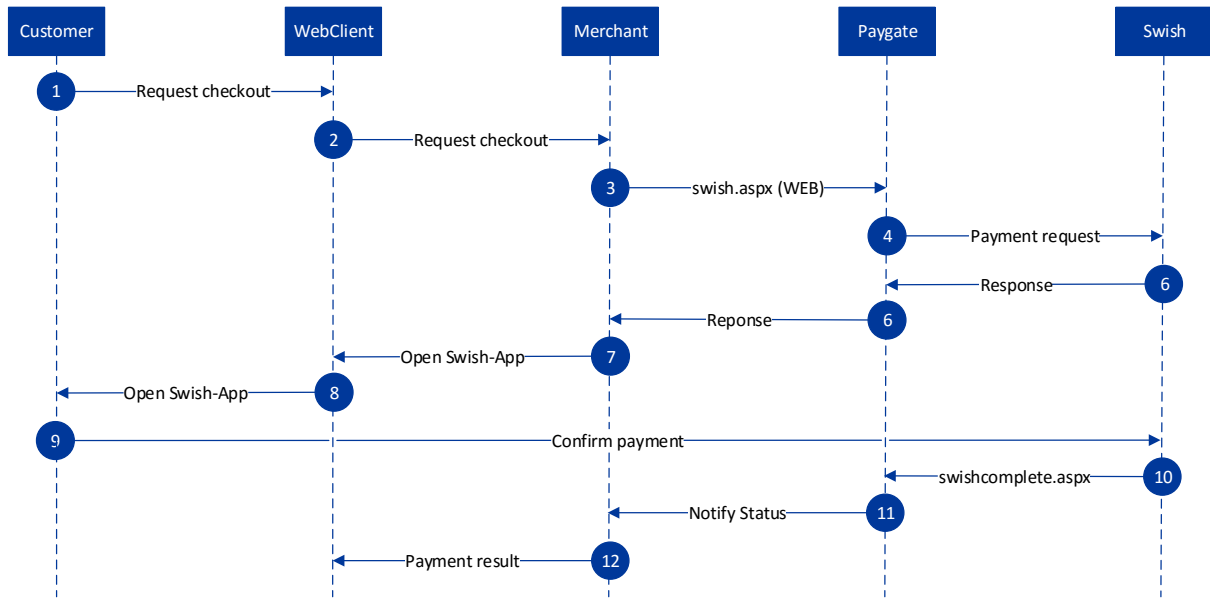 Customer
WebClient
Merchant
Paygate
Swish
1
Request checkout
2
Request checkout
3
swish.aspx (WEB)
4
Payment request
Response
6
Reponse
6
Open Swish-App
7
Open Swish-App
8
9
Confirm payment
swishcomplete.aspx
10
Notify Status
11
Payment result
12